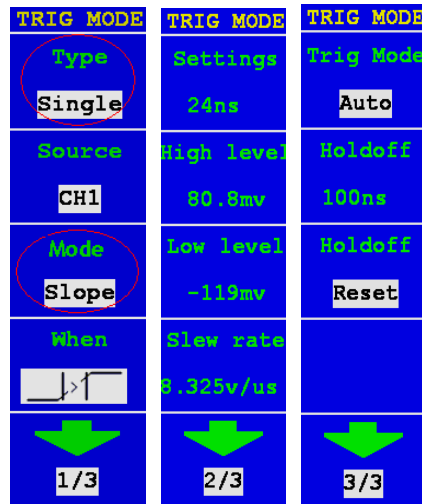 TRIG MODE
Type
Single
Source
CH1
Mode
Slope
When
1/3
TRIG MODE
Settings
24ns
High level
80.8mv
Low level
-119mv
Slew rate
8.325v/us
2/3
TRIG MODE
Trig Mode
Auto
Holdoff
100ns
Holdoff
Reset
3/3